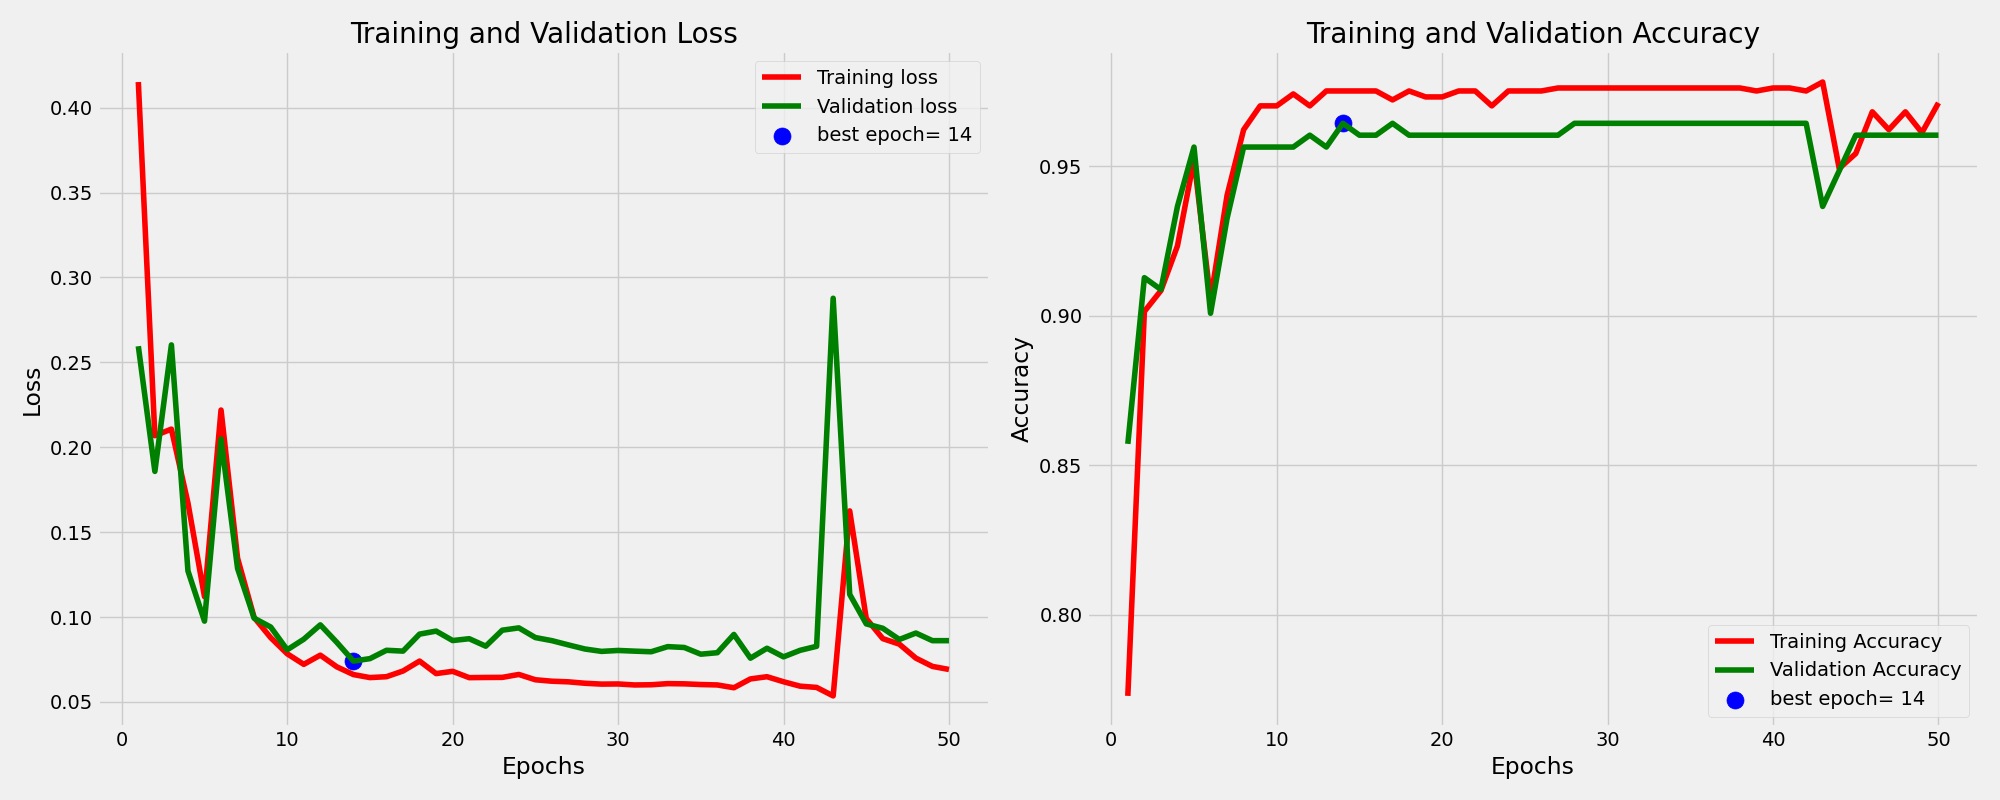 Training and Validation Loss
Training loss
Validation loss
best epoch= 14
0.40
0.35
0.30
0.25
0.20
0.15
0.10
0.05
Loss
0
10
20
30
40
50
Epochs
Training and Validation Accuracy
0.95
0.90
0.85
0.80
Accuracy
Training Accuracy
Validation Accuracy
best epoch= 14
0
10
20
30
40
50
Epochs